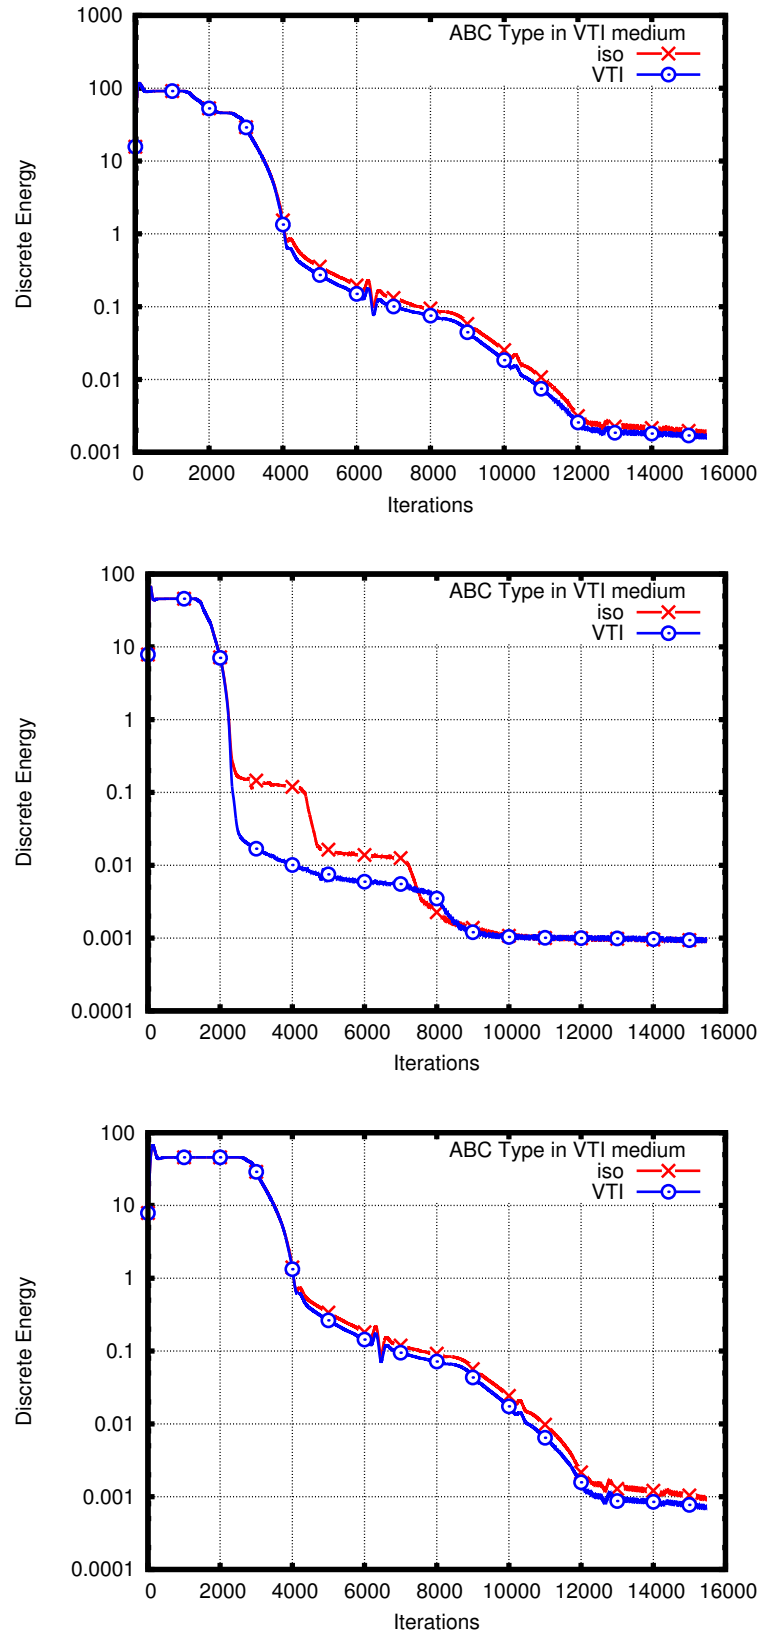 1000
100
10
1
0.1
0.01
0.001
Discrete Energy
ABC Type in VTI medium
iso
VTI
0 2000 4000 6000 8000 10000 12000 14000 16000
Iterations
100
10
1
0.1
0.01
0.001
0.0001
Discrete Energy
ABC Type in VTI medium
iso
VTI
0 2000 4000 6000 8000 10000 12000 14000 16000
Iterations
100
10
1
0.1
0.01
0.001
0.0001
Discrete Energy
ABC Type in VTI medium
iso
VTI
0 2000 4000 6000 8000 10000 12000 14000 16000
Iterations